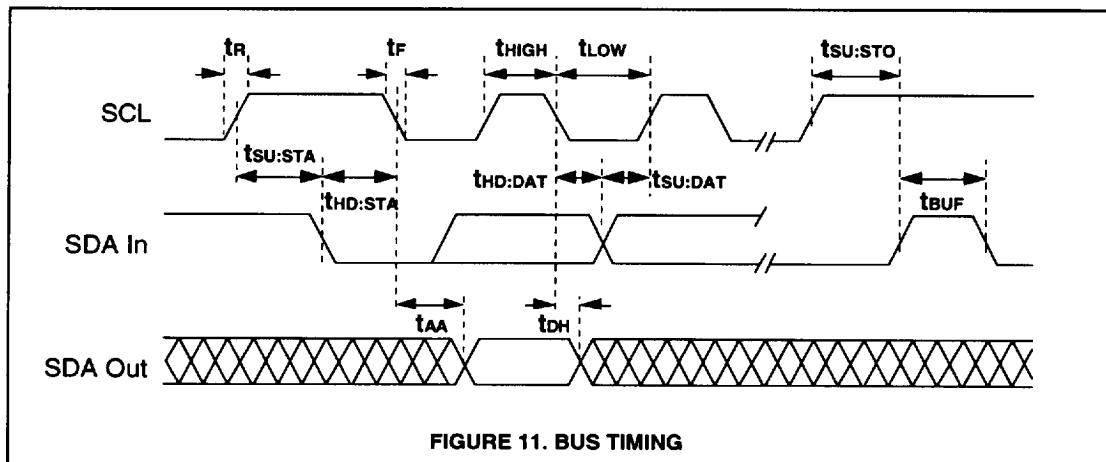 tR tF tHIGH tLOW tSU:STO
SCL
tSU:STA tHD:DAT tSU:DAT
tHD:STA tBUF
SDA In
tAA tDH
SDA Out
FIGURE 11. BUS TIMING